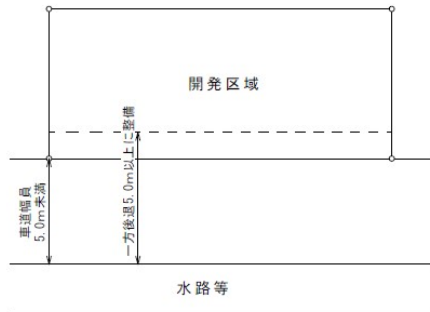 開発区域
一方後退5.0m以上に整備
車道幅員
5.0m未満
水路等